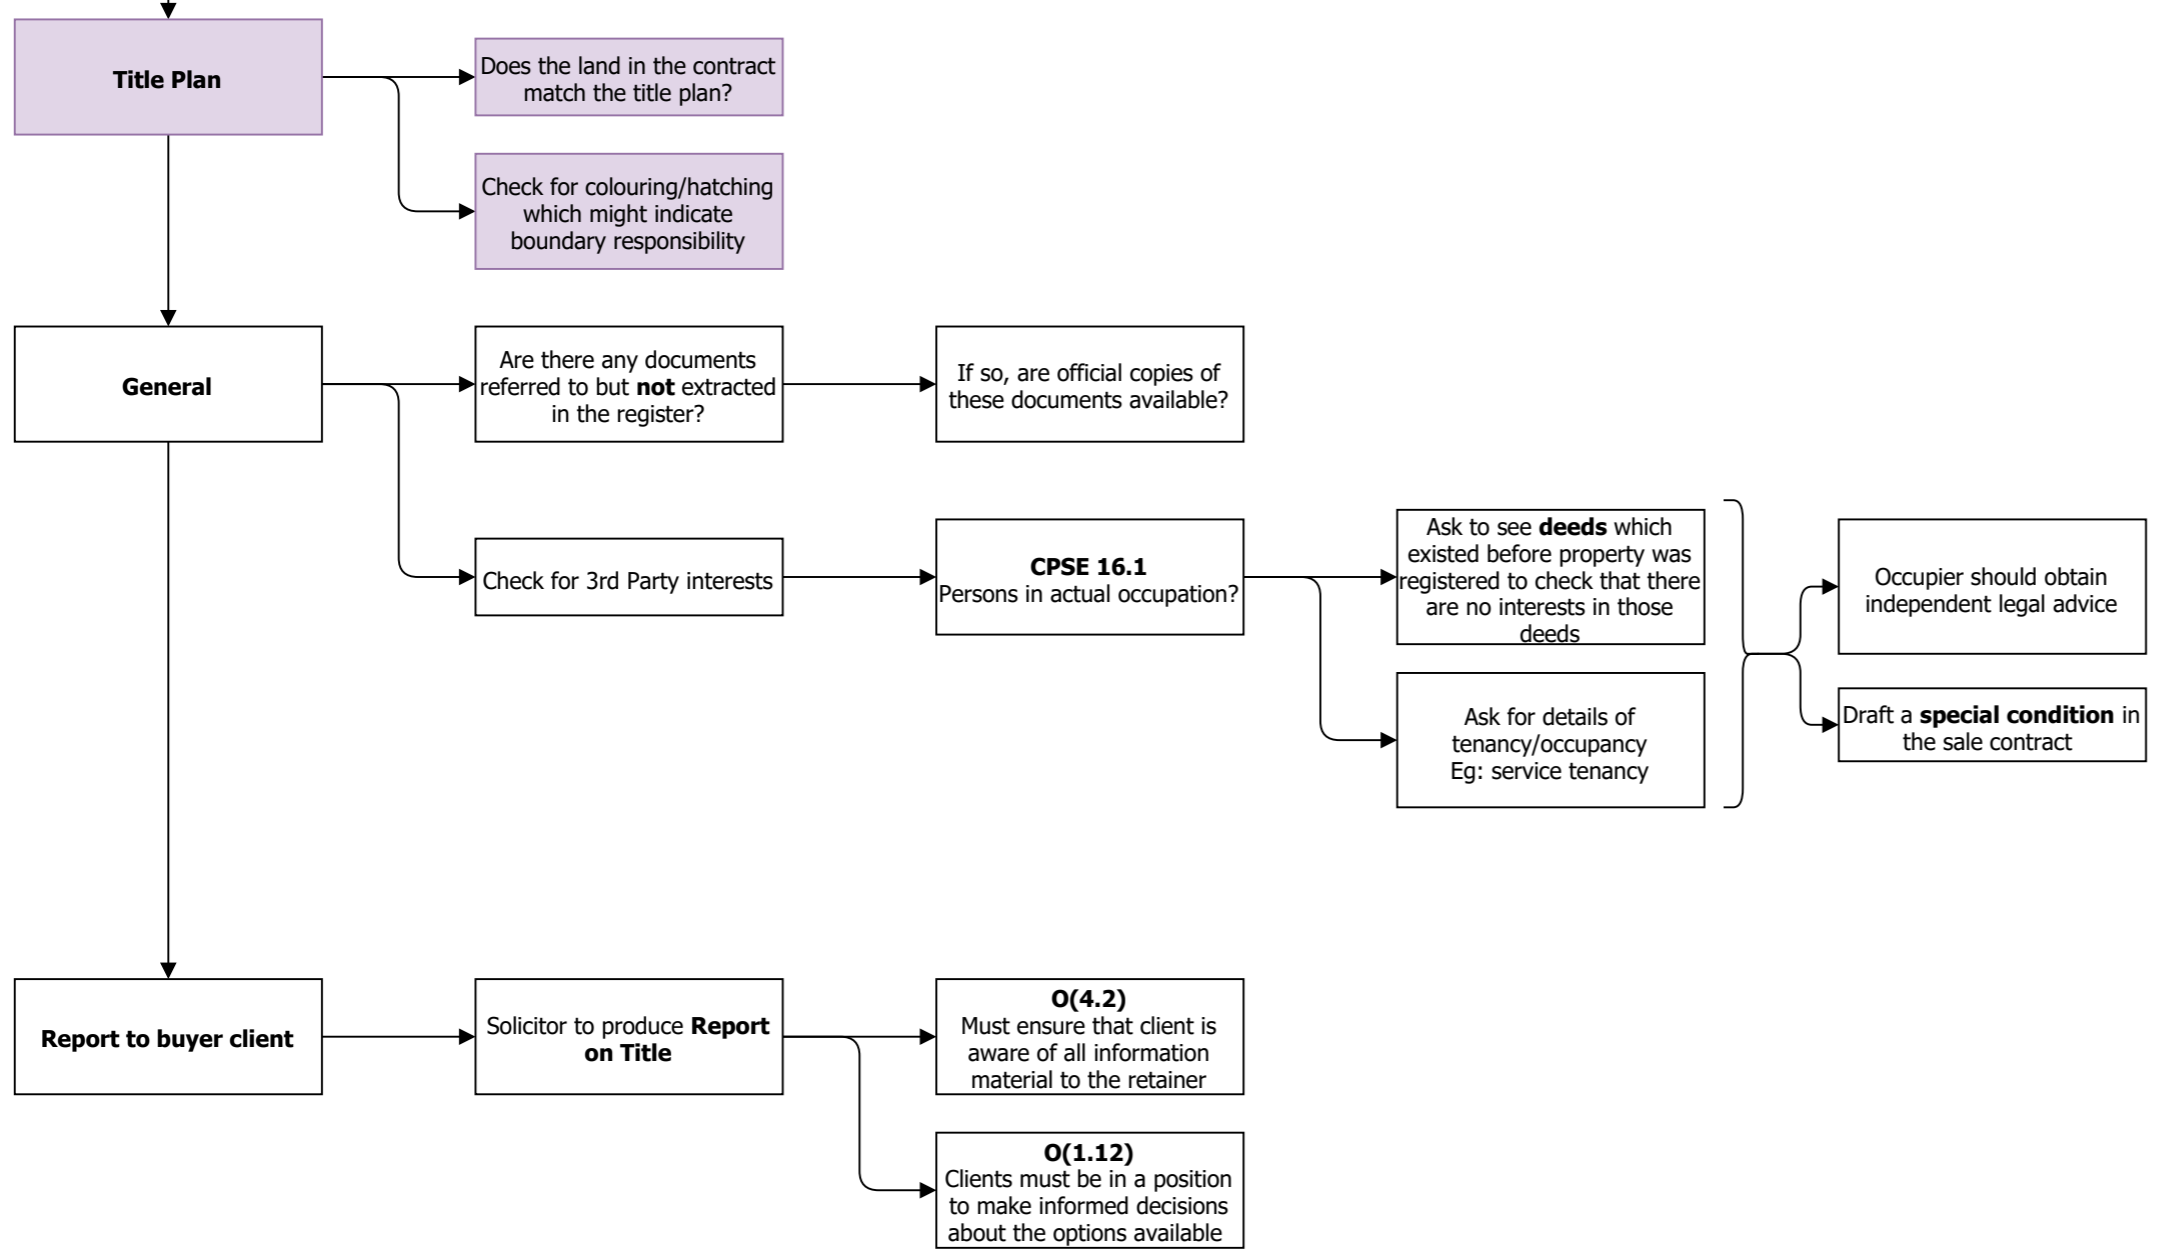 Title Plan
Does the land in the contract
match the title plan?
Check for colouring/hatching
which might indicate
boundary responsibility
General
Are there any documents
referred to but not extracted
in the register?
If so, are official copies of
these documents available?
Check for 3rd Party interests
CPSE 16.1
Persons in actual occupation?
Ask to see deeds which
existed before property was
registered to check that there
are no interests in those
deeds
Ask for details of
tenancy/occupancy
Eg: service tenancy
Occupier should obtain
independent legal advice
Draft a special condition in
the sale contract
Report to buyer client
Solicitor to produce Report
on Title
O(4.2)
Must ensure that client is
aware of all information
material to the retainer
O(1.12)
Clients must be in a position
to make informed decisions
about the options available